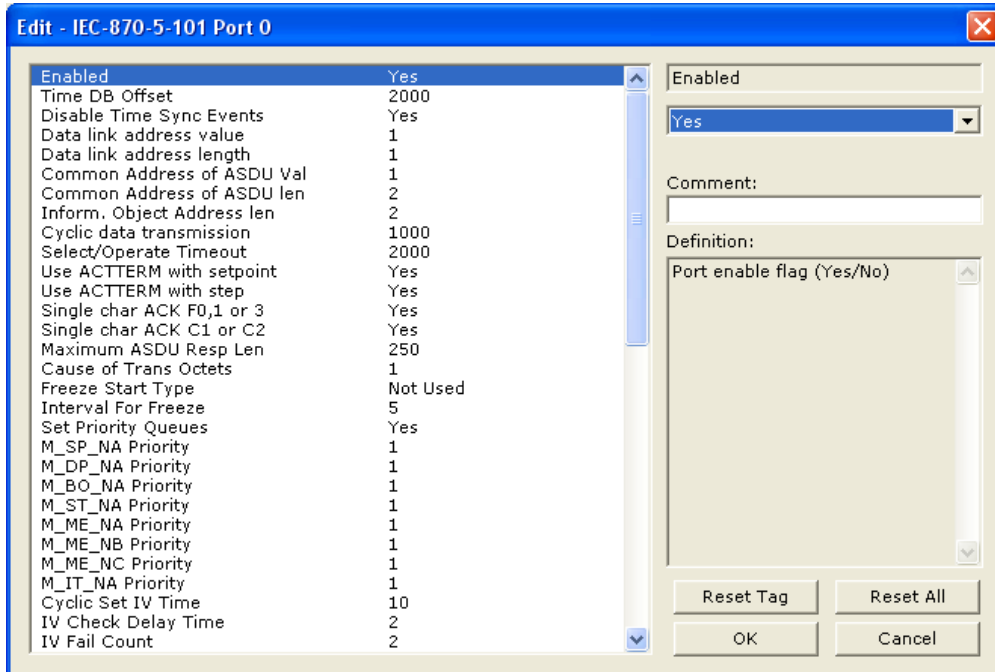 Edit - IEC-870-5-101 Port 0
Enabled Yes
Time DB Offset 2000
Disable Time Sync Events Yes
Data link address value 1
Data link address length 1
Common Address of ASDU Val 1
Common Address of ASDU len 2
Inform. Object Address len 2
Cyclic data transmission 1000
Select/Operate Timeout 2000
Use ACTTERM with setpoint Yes
Use ACTTERM with step Yes
Single char ACK F0,1 or 3 Yes
Single char ACK C1 or C2 Yes
Maximum ASDU Resp Len 250
Cause of Trans Octets 1
Freeze Start Type Not Used
Interval For Freeze 5
Set Priority Queues Yes
M_SP_NA Priority 1
M_DP_NA Priority 1
M_BO_NA Priority 1
M_ST_NA Priority 1
M_ME_NA Priority 1
M_ME_NB Priority 1
M_ME_NC Priority 1
M_IT_NA Priority 1
Cyclic Set IV Time 10
IV Check Delay Time 2
IV Fail Count 2
Enabled
Yes
Comment:
Definition:
Port enable flag (Yes/No)
Reset Tag Reset All
OK Cancel